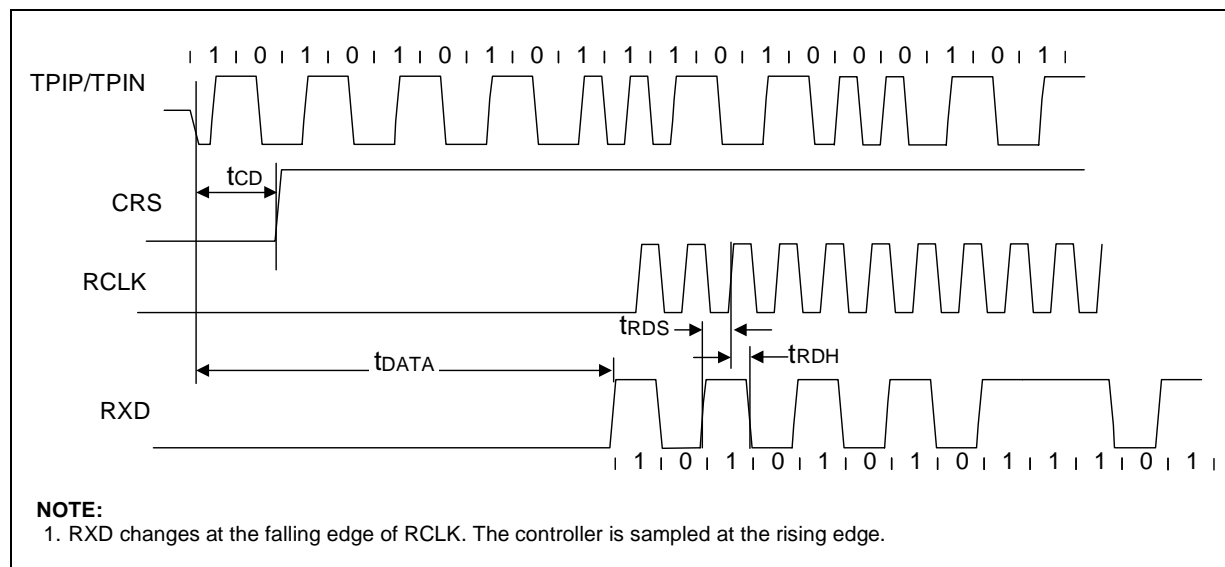 1 0 1 0 1 0 1 0 1 1 1 0 1 0 0 0 1 0 1
TPIP/TPIN
tCD
CRS
RCLK
tRDS
tRDH
tDATA
RXD
1 0 1 0 1 0 1 0 1 1 1 0 1
NOTE:
1. RXD changes at the falling edge of RCLK. The controller is sampled at the rising edge.